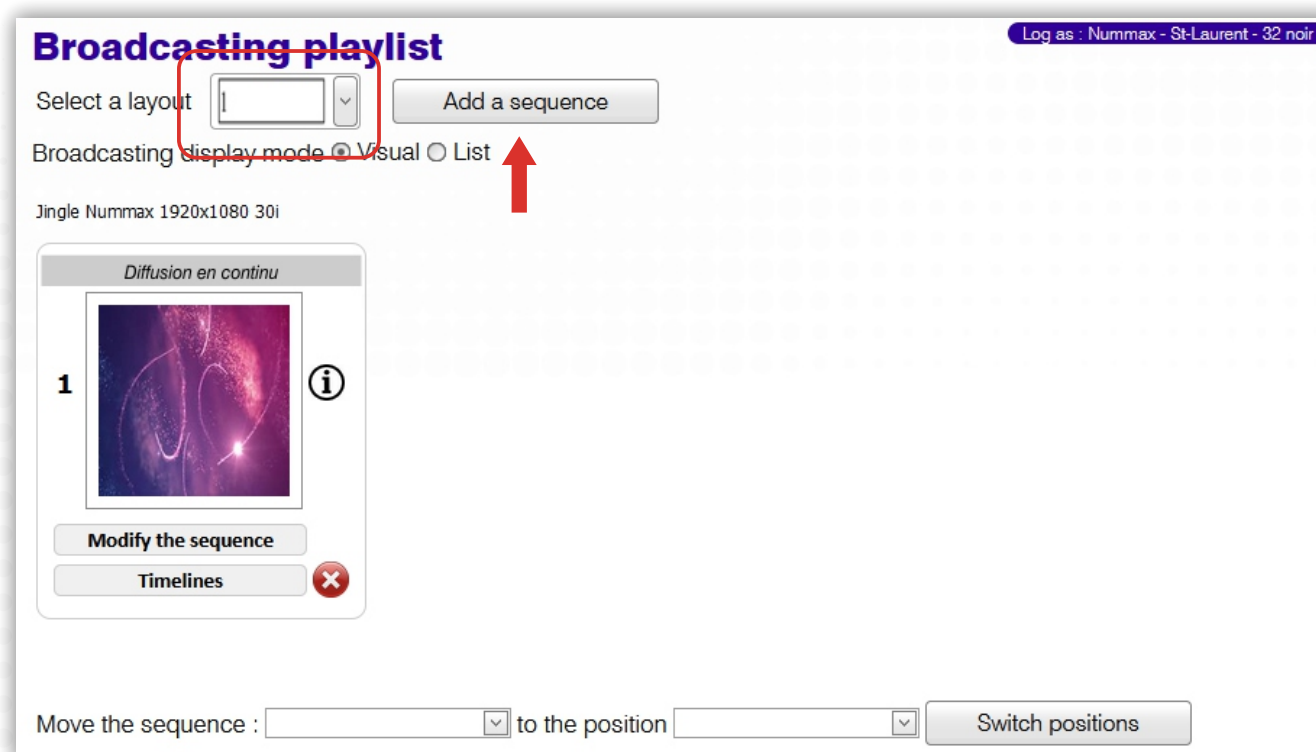 Broadcasting playlist
Log as : Nummax - St-Laurent - 32 noir
Select a layout
Add a sequence
Broadcasting display mode Visual List
Jingle Nummax 1920x1080 30i
Diffusion en continu
1
Modify the sequence
Timelines
Move the sequence : to the position Switch positions